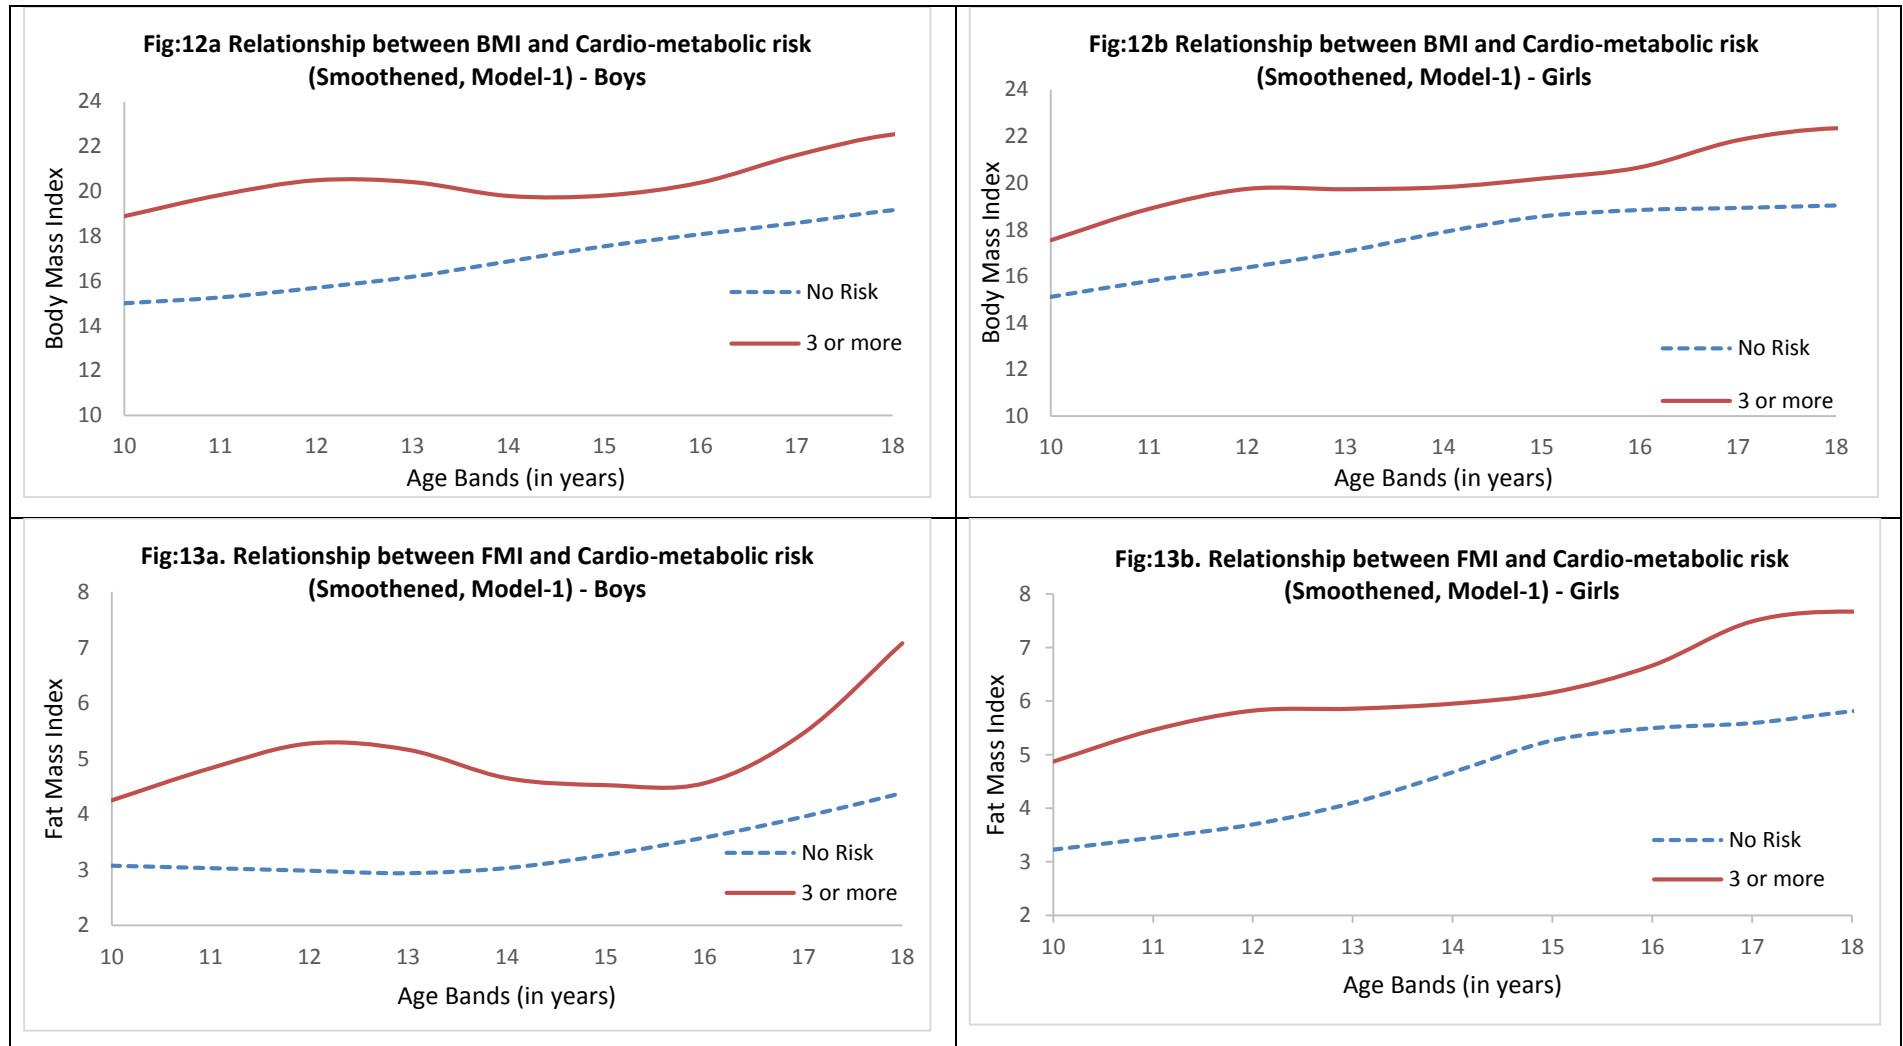 Fig:12a Relationship between BMI and Cardio-metabolic risk
(Smoothened, Model-1) - Boys
24
22
20
18
16
14
12
10
Body Mass Index
No Risk
3 or more
10 11 12 13 14 15 16 17 18
Age Bands (in years)
Fig:12b Relationship between BMI and Cardio-metabolic risk
(Smoothened, Model-1) - Girls
24
22
20
18
16
14
12
10
Body Mass Index
No Risk
3 or more
10 11 12 13 14 15 16 17 18
Age Bands (in years)
Fig:13a. Relationship between FMI and Cardio-metabolic risk
(Smoothened, Model-1) - Boys
8
7
6
5
4
3
2
Fat Mass Index
No Risk
3 or more
10 11 12 13 14 15 16 17 18
Age Bands (in years)
Fig:13b. Relationship between FMI and Cardio-metabolic risk
(Smoothened, Model-1) - Girls
8
7
6
5
4
3
2
Fat Mass Index
No Risk
3 or more
10 11 12 13 14 15 16 17 18
Age Bands (in years)